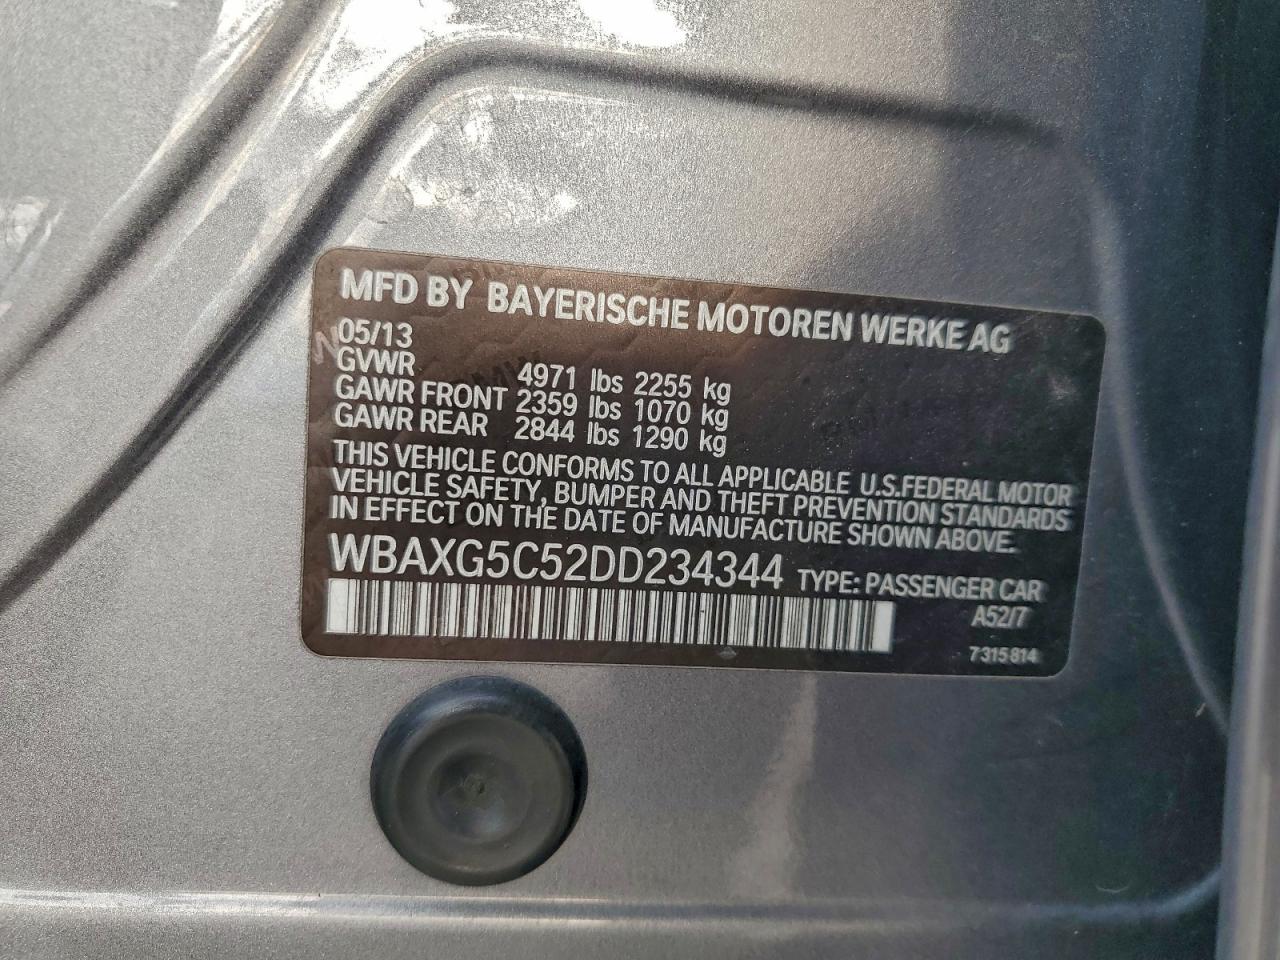 MFD BY BAYERISCHE MOTOREN WERKE AG
05/13
GVWR 4971 lbs 2255 kg
GAWR FRONT 2359 lbs 1070 kg
GAWR REAR 2844 lbs 1290 kg
THIS VEHICLE CONFORMS TO ALL APPLICABLE U.S.FEDERAL MOTOR
VEHICLE SAFETY, BUMPER AND THEFT PREVENTION STANDARDS
IN EFFECT ON THE DATE OF MANUFACTURE SHOWN ABOVE.
WBAXG5C52DD234344 TYPE: PASSENGER CAR
A52/7
7315814